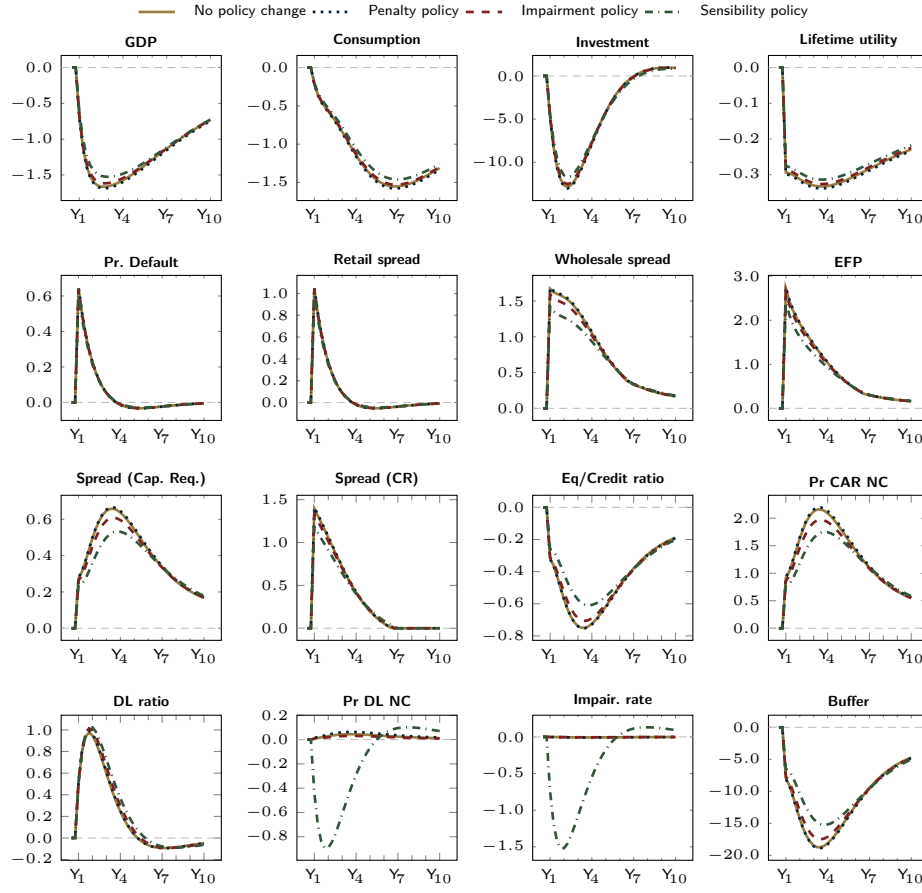 No policy change Penalty policy Impairment policy Sensibility policy
GDP Consumption Investment Lifetime utility
0.0 −0.5 −1.0 −1.5 Y1 Y4 Y7 Y10
0.0 −0.5 −1.0 −1.5 Y1 Y4 Y7 Y10
0.0 −5.0 −10.0 Y1 Y4 Y7 Y10
0.0 −0.1 −0.2 −0.3 Y1 Y4 Y7 Y10
Pr. Default Retail spread Wholesale spread EFP
0.6 0.4 0.2 0.0 Y1 Y4 Y7 Y10
1.0 0.8 0.6 0.4 0.2 0.0 Y1 Y4 Y7 Y10
1.5 1.0 0.5 0.0 Y1 Y4 Y7 Y10
3.0 2.0 1.0 0.0 Y1 Y4 Y7 Y10
Spread (Cap. Req.) Spread (CR) Eq/Credit ratio Pr CAR NC
0.6 0.4 0.2 0.0 Y1 Y4 Y7 Y10
1.5 1.0 0.5 0.0 Y1 Y4 Y7 Y10
0.0 −0.2 −0.4 −0.6 −0.8 Y1 Y4 Y7 Y10
2.0 1.5 1.0 0.5 0.0 Y1 Y4 Y7 Y10
DL ratio Pr DL NC Impair. rate Buffer
1.0 0.8 0.6 0.4 0.2 0.0 −0.2 Y1 Y4 Y7 Y10
0.2 0.0 −0.2 −0.4 −0.6 −0.8 Y1 Y4 Y7 Y10
0.0 −0.5 −1.0 −1.5 Y1 Y4 Y7 Y10
0.0 −5.0 −10.0 −15.0 −20.0 Y1 Y4 Y7 Y10